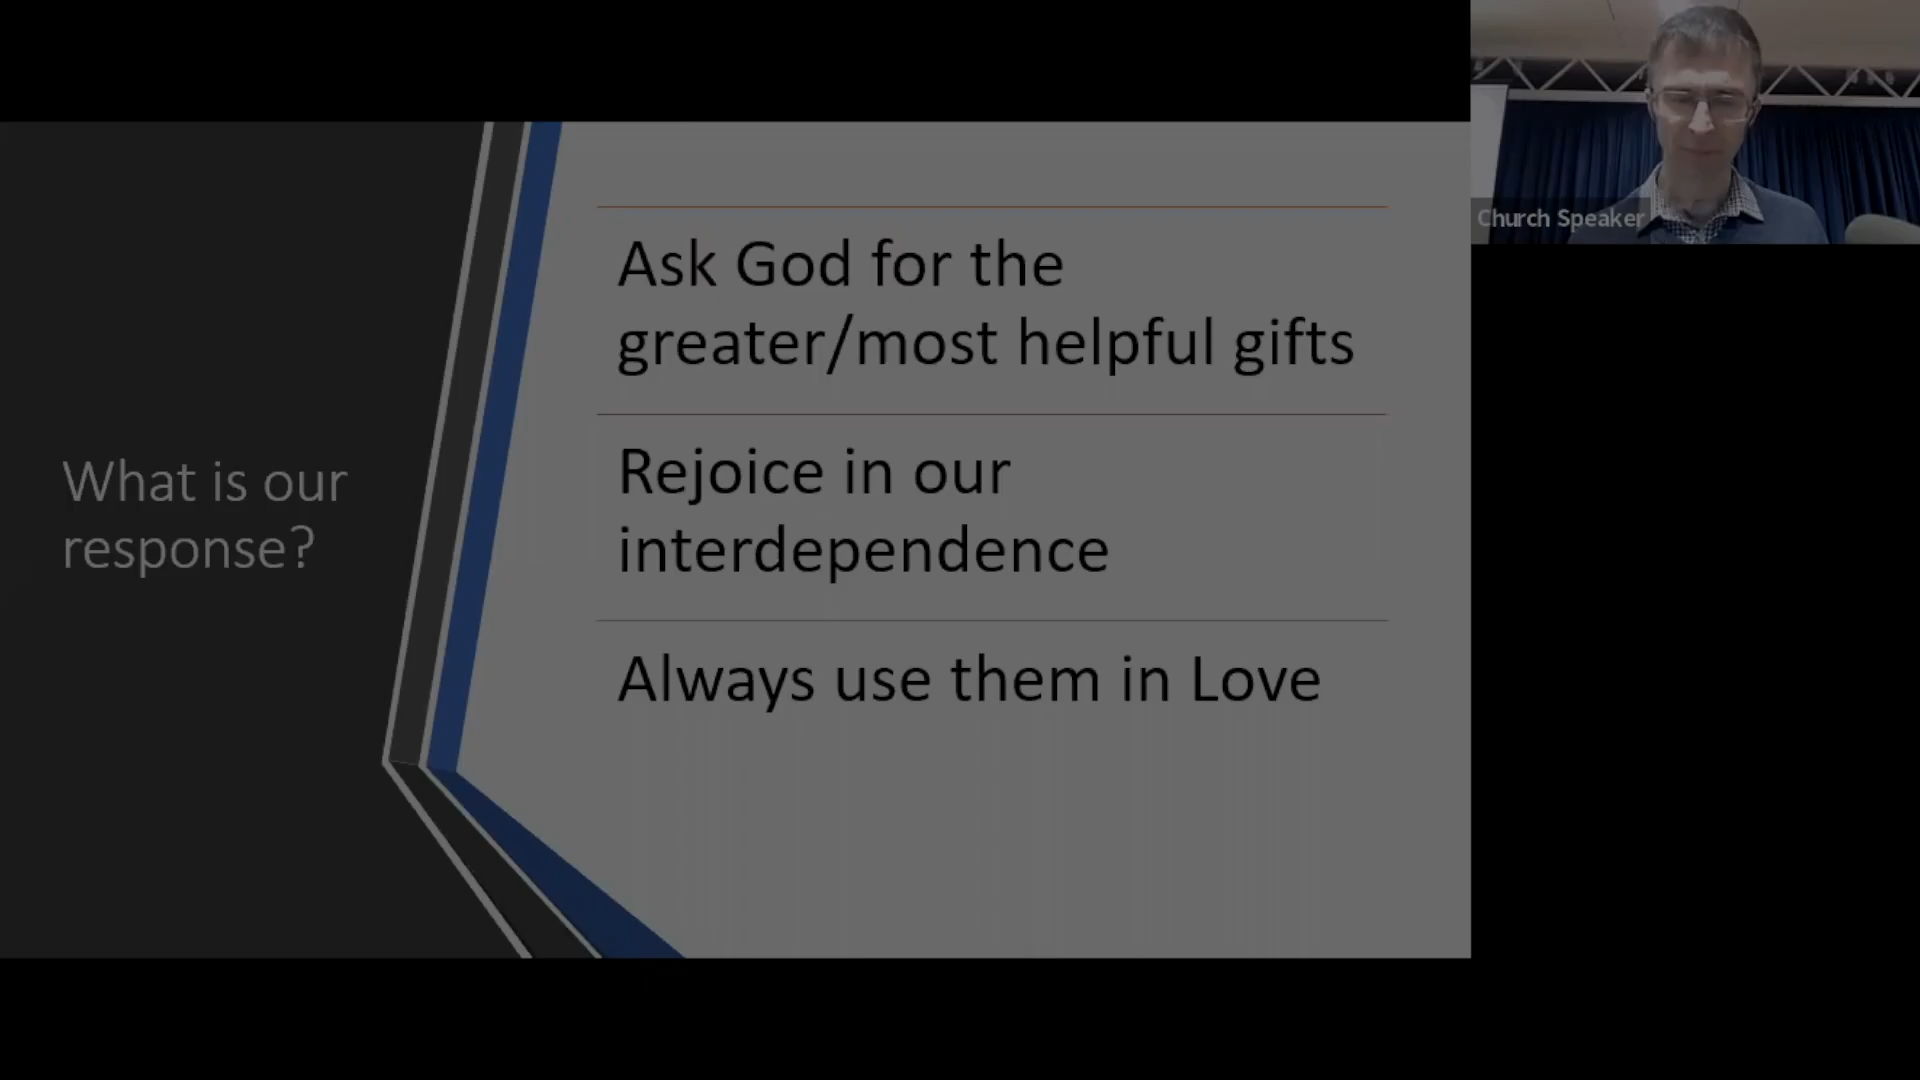 What is our
response?
Ask God for the
greater/most helpful gifts
Rejoice in our
interdependence
Always use them in Love
Church Speaker